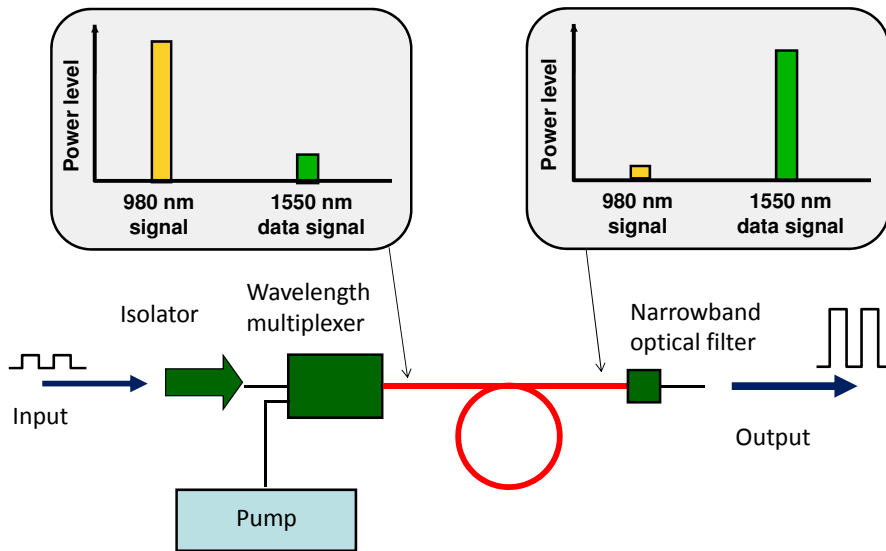 Power level
980 nm
signal
1550 nm
data signal
Power level
980 nm
signal
1550 nm
data signal
Isolator
Wavelength
multiplexer
Narrowband
optical filter
Input
Output
Pump